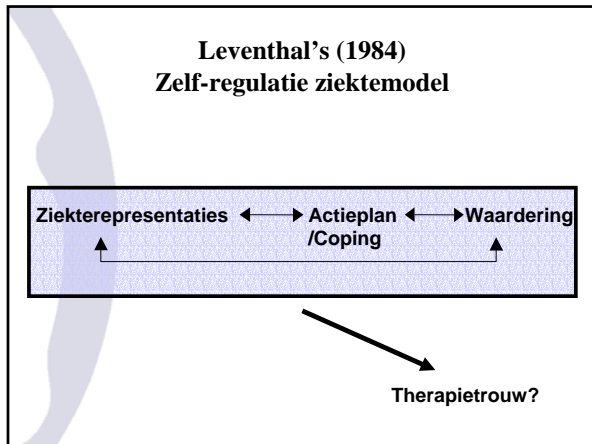 Leventhal's (1984)
Zelf-regulatie ziektemodel
Ziekterepresentaties Actieplan Waardering
/Coping
Therapietrouw?